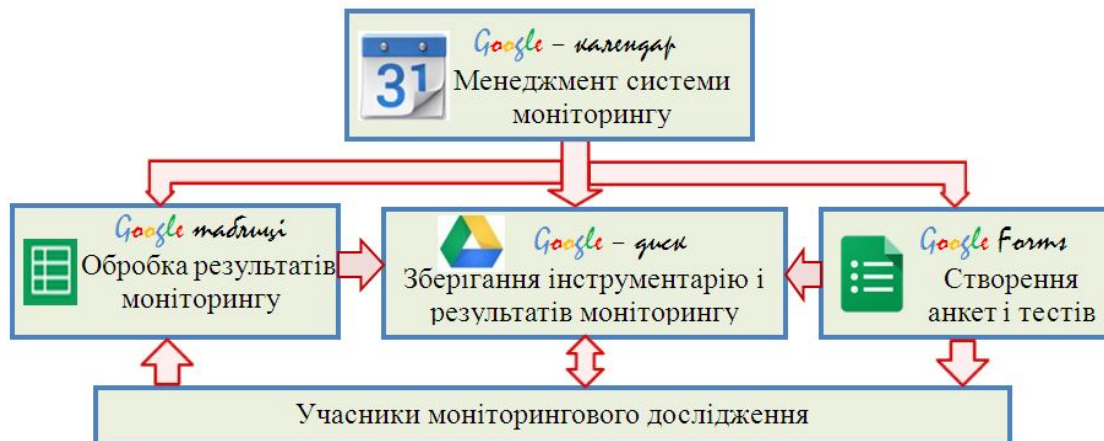 31
Google – календар
Менеджмент системи
моніторингу
Google таблиці
Обробка результатів
моніторингу
Google – диск
Зберігання інструментарію і
результатів моніторингу
Google Forms
Створення
анкет і тестів
Учасники моніторингового дослідження